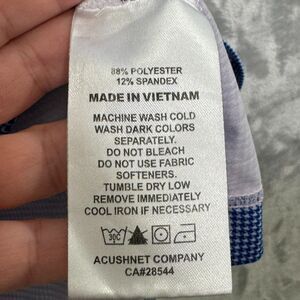 88% POLYESTER
12% SPANDEX
MADE IN VIETNAM
MACHINE WASH COLD
WASH DARK COLORS
SEPARATELY.
DO NOT BLEACH
DO NOT USE FABRIC
SOFTENERS.
TUMBLE DRY LOW
REMOVE IMMEDIATELY
COOL IRON IF NECESSARY
30C
ACUSHNET COMPANY
CA#28544